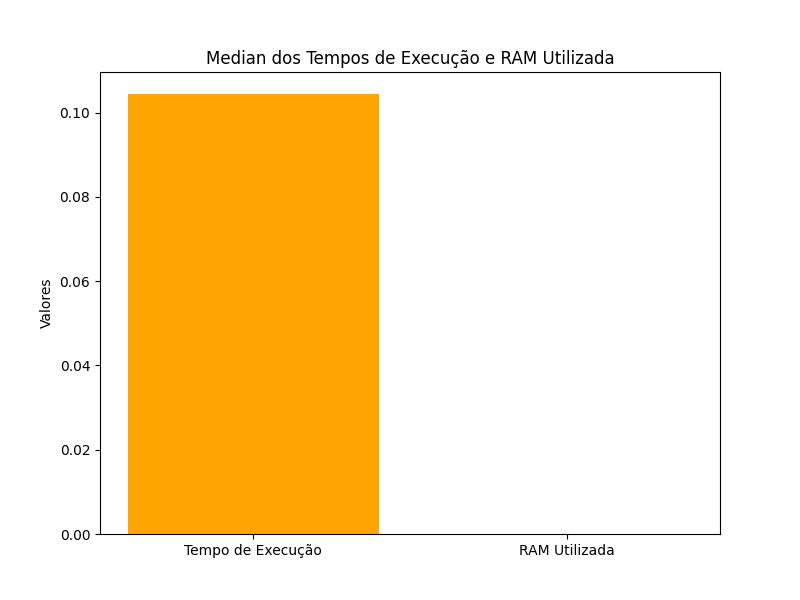 Median dos Tempos de Execução e RAM Utilizada
0.10
0.08
0.06
0.04
0.02
0.00
Valores
Tempo de Execução
RAM Utilizada